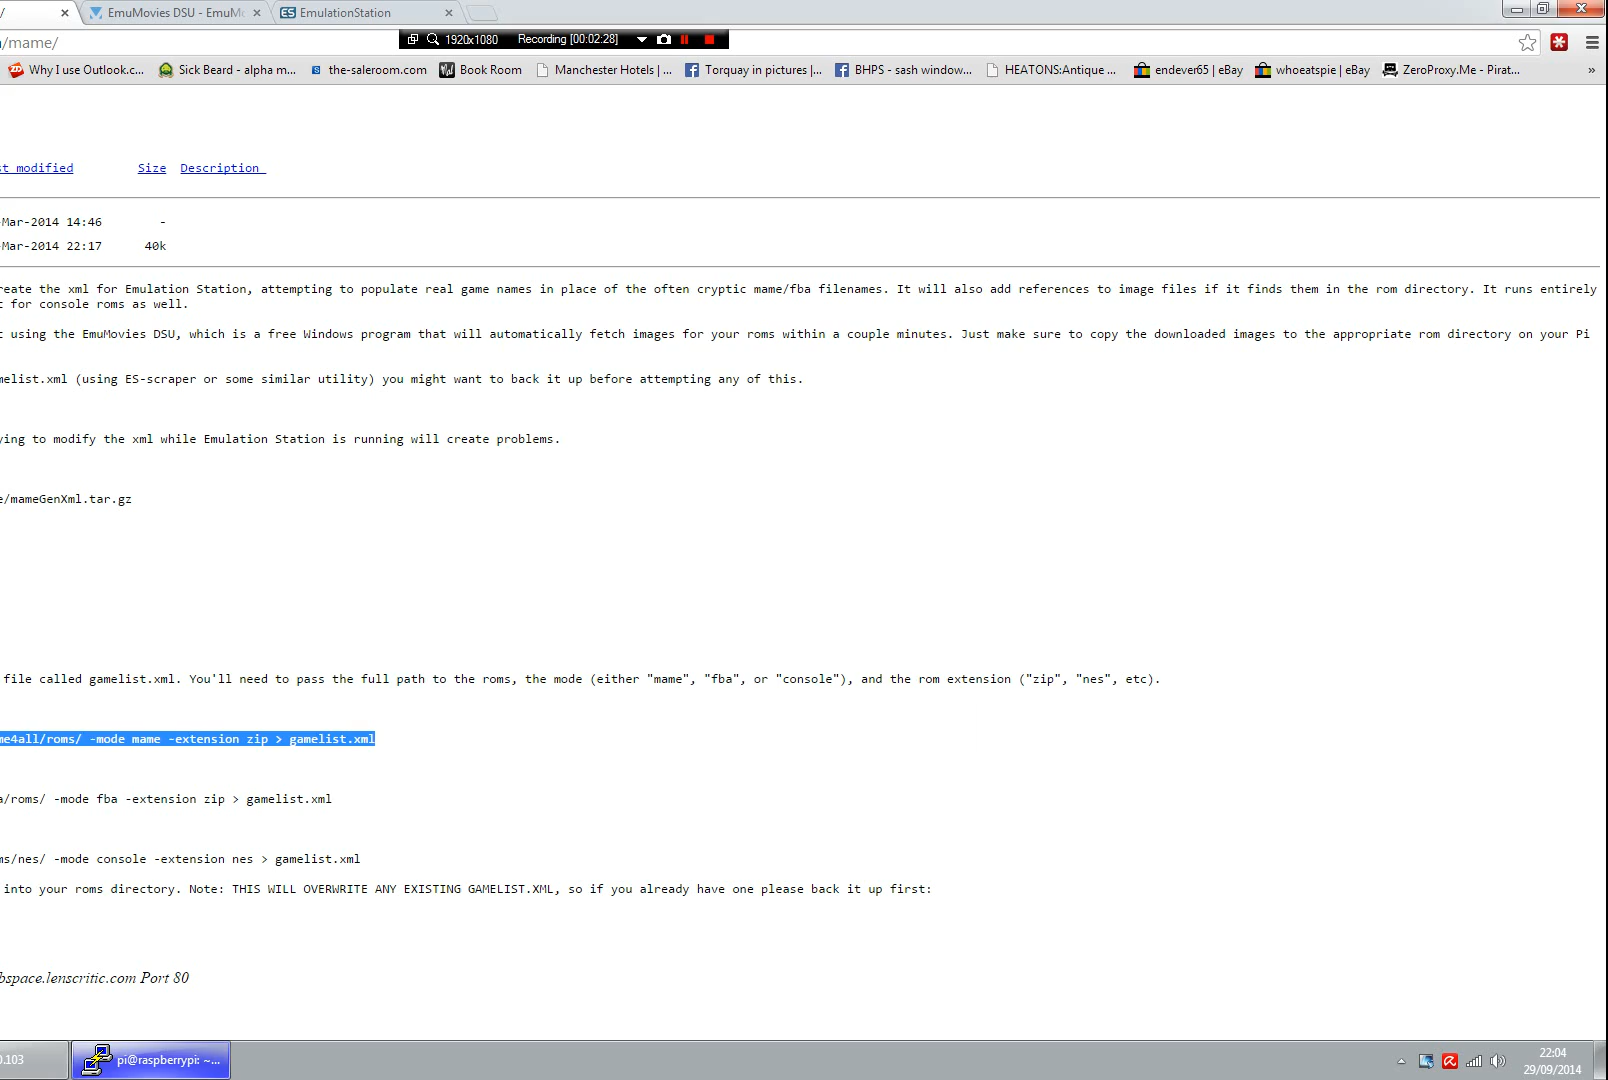 /
EmuMovies DSU - EmuM
EmulationStation
/mame/
1920x1080
Recording [00:02:28]
Why I use Outlook.c...
Sick Beard - alpha m...
the-saleroom.com
Book Room
Manchester Hotels | ...
Torquay in pictures |...
BHPS - sash window...
HEATONS:Antique ...
endever65 | eBay
whoeatspie | eBay
ZeroProxy.Me - Pirat...
»
st modified Size Description
-Mar-2014 14:46 -
-Mar-2014 22:17 40k
reate the xml for Emulation Station, attempting to populate real game names in place of the often cryptic mame/fba filenames. It will also add references to image files if it finds them in the rom directory. It runs entirely
t for console roms as well.
t using the EmuMovies DSU, which is a free Windows program that will automatically fetch images for your roms within a couple minutes. Just make sure to copy the downloaded images to the appropriate rom directory on your Pi
melist.xml (using ES-scraper or some similar utility) you might want to back it up before attempting any of this.
ying to modify the xml while Emulation Station is running will create problems.
e/mameGenXml.tar.gz
file called gamelist.xml. You'll need to pass the full path to the roms, the mode (either "mame", "fba", or "console"), and the rom extension ("zip", "nes", etc).
me4all/roms/ -mode mame -extension zip > gamelist.xml
a/roms/ -mode fba -extension zip > gamelist.xml
ms/nes/ -mode console -extension nes > gamelist.xml
into your roms directory. Note: THIS WILL OVERWRITE ANY EXISTING GAMELIST.XML, so if you already have one please back it up first:
bspace.lenscritic.com Port 80
0.103
pi@raspberrypi: ~...
22:04
29/09/2014